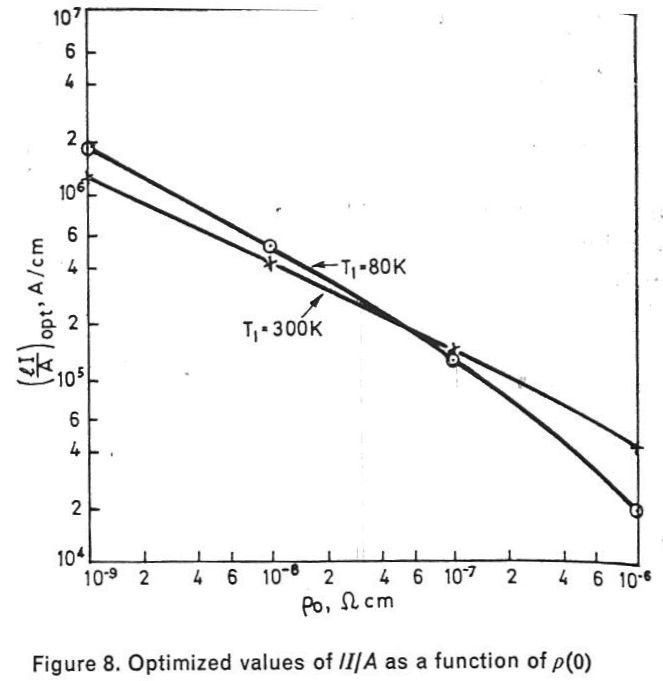 10⁷
6
4
2
10⁶
6
4
2
10⁵
6
4
2
10⁴
(ℓI/A)opt, A/cm
T₁=80K
T₁=300K
10⁻⁹ 2 4 6 10⁻⁸ 2 4 6 10⁻⁷ 2 4 6 10⁻⁶
ρ₀, Ω cm
Figure 8. Optimized values of lI/A as a function of ρ(0)